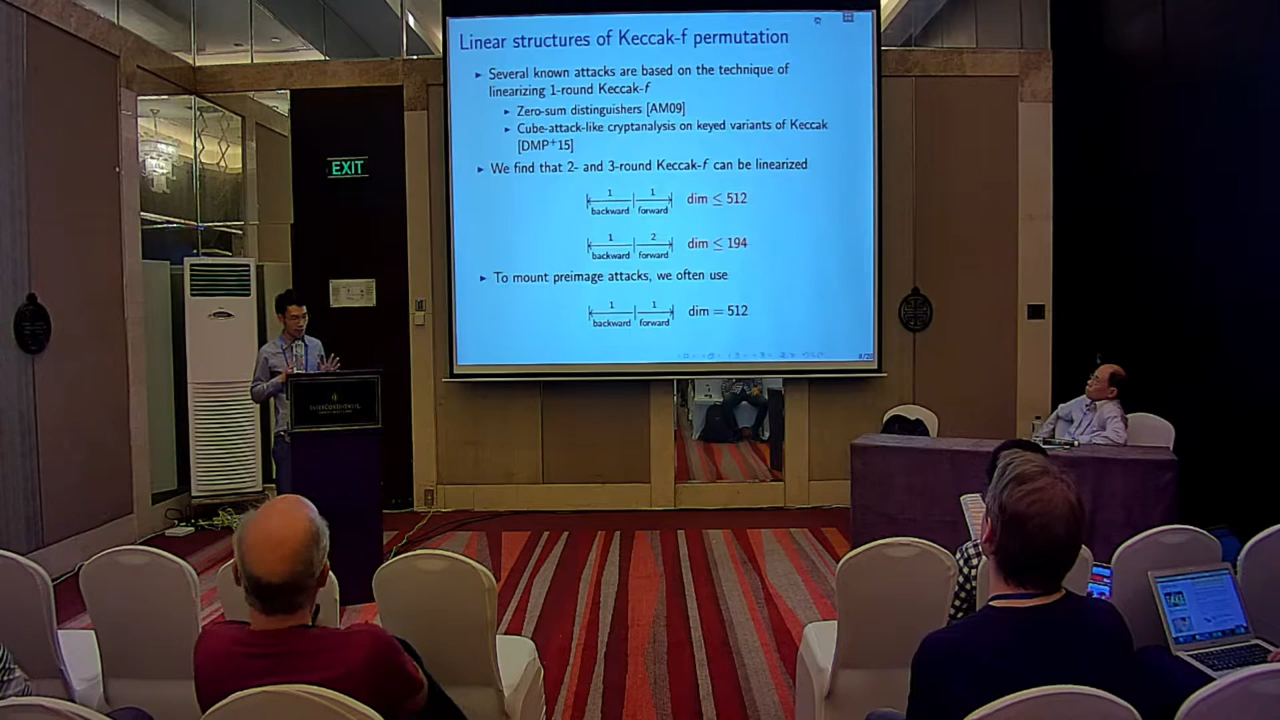 Linear structures of Keccak-f permutation
► Several known attacks are based on the technique of
linearizing 1-round Keccak-f
► Zero-sum distinguishers [AM09]
► Cube-attack-like cryptanalysis on keyed variants of Keccak
[DMP+15]
► We find that 2- and 3-round Keccak-f can be linearized
1 1 dim ≤ 512
backward forward
1 2 dim ≤ 194
backward forward
► To mount preimage attacks, we often use
1 1 dim = 512
backward forward
EXIT
INTERCONTINENTAL